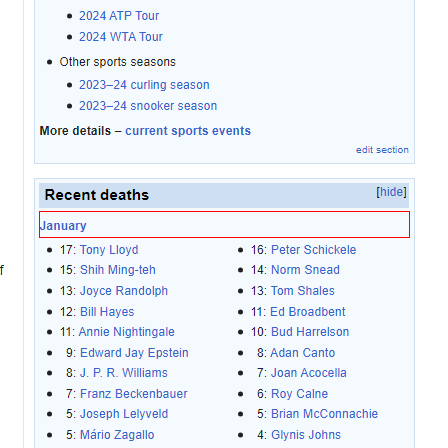 2024 ATP Tour
2024 WTA Tour
Other sports seasons
2023–24 curling season
2023–24 snooker season
More details – current sports events
edit section
Recent deaths [hide]
January
17: Tony Lloyd
15: Shih Ming-teh
13: Joyce Randolph
12: Bill Hayes
11: Annie Nightingale
9: Edward Jay Epstein
8: J. P. R. Williams
7: Franz Beckenbauer
5: Joseph Lelyveld
5: Mário Zagallo
16: Peter Schickele
14: Norm Snead
13: Tom Shales
11: Ed Broadbent
10: Bud Harrelson
8: Adan Canto
7: Joan Acocella
6: Roy Calne
5: Brian McConnachie
4: Glynis Johns
f